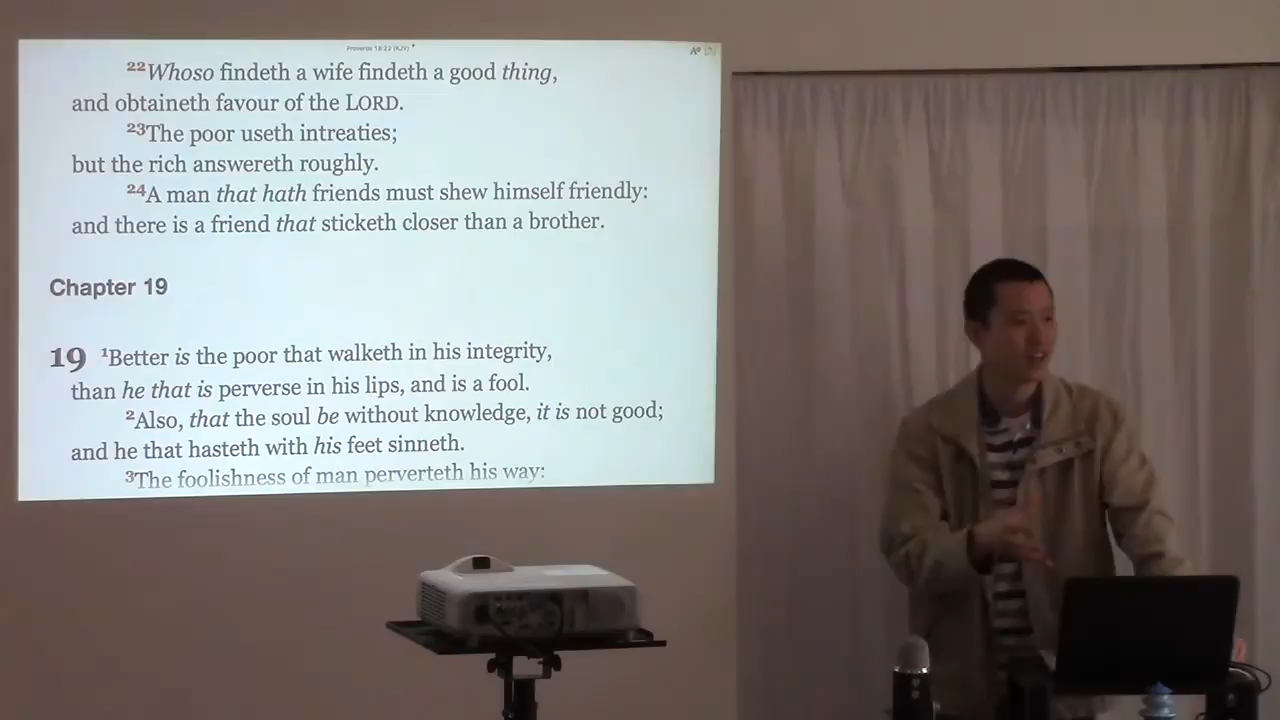 Proverbs 18:22 (KJV)
22Whoso findeth a wife findeth a good thing,
and obtaineth favour of the LORD.
23The poor useth intreaties;
but the rich answereth roughly.
24A man that hath friends must shew himself friendly:
and there is a friend that sticketh closer than a brother.
Chapter 19
19 1Better is the poor that walketh in his integrity,
than he that is perverse in his lips, and is a fool.
2Also, that the soul be without knowledge, it is not good;
and he that hasteth with his feet sinneth.
3The foolishness of man perverteth his way: